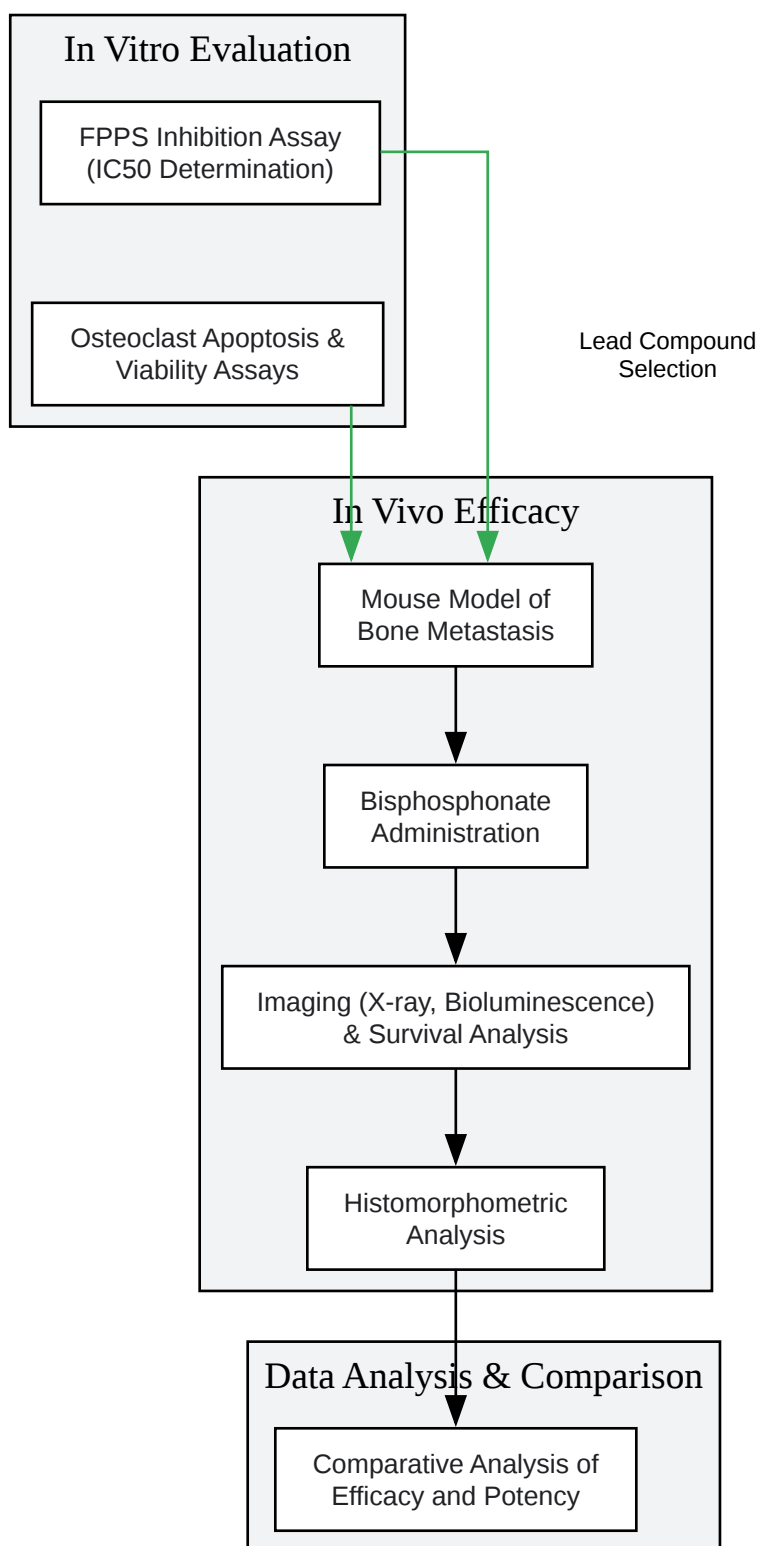 In Vitro Evaluation
FPPS Inhibition Assay
(IC50 Determination)
Osteoclast Apoptosis &
Viability Assays
Lead Compound
Selection
In Vivo Efficacy
Mouse Model of
Bone Metastasis
Bisphosphonate
Administration
Imaging (X-ray, Bioluminescence)
& Survival Analysis
Histomorphometric
Analysis
Data Analysis & Comparison
Comparative Analysis of
Efficacy and Potency